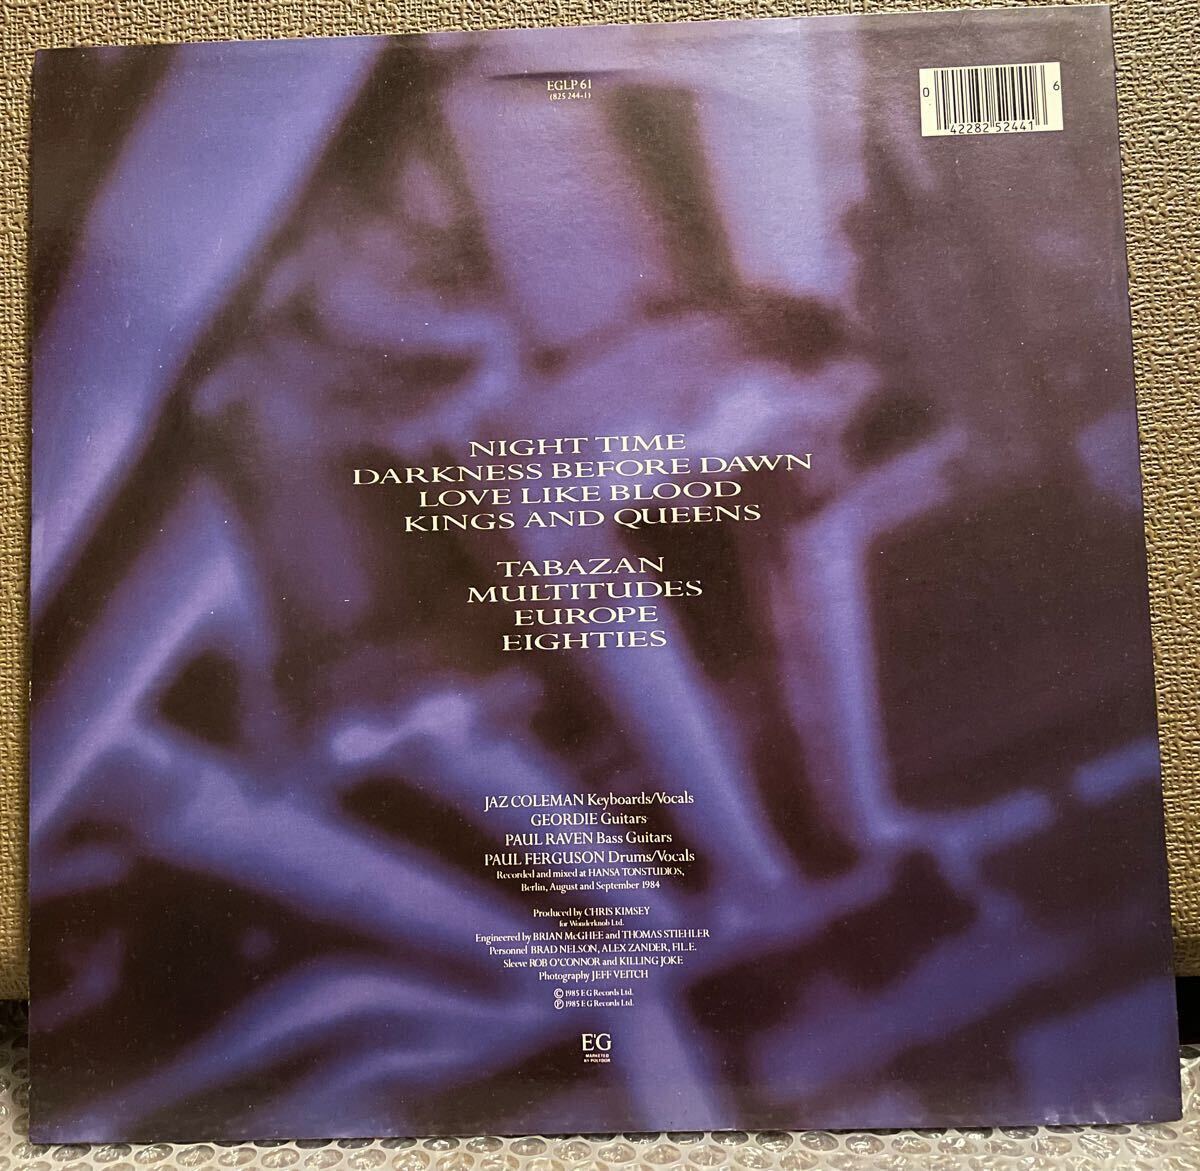 EGLP 61
(825 244-1)
0 42282 52441 6
NIGHT TIME
DARKNESS BEFORE DAWN
LOVE LIKE BLOOD
KINGS AND QUEENS
TABAZAN
MULTITUDES
EUROPE
EIGHTIES
JAZ COLEMAN Keyboards/Vocals
GEORDIE Guitars
PAUL RAVEN Bass Guitars
PAUL FERGUSON Drums/Vocals
Recorded and mixed at HANSA TONSTUDIOS,
Berlin, August and September 1984
Produced by CHRIS KIMSEY
for Wonderknob Ltd.
Engineered by BRIAN McGHEE and THOMAS STIEHLER
Personnel BRAD NELSON, ALEX ZANDER, F.I.L.E.
Sleeve ROB O'CONNOR and KILLING JOKE
Photography JEFF VEITCH
© 1985 E·G Records Ltd.
℗ 1985 E·G Records Ltd.
E'G
MARKETED
BY POLYDOR